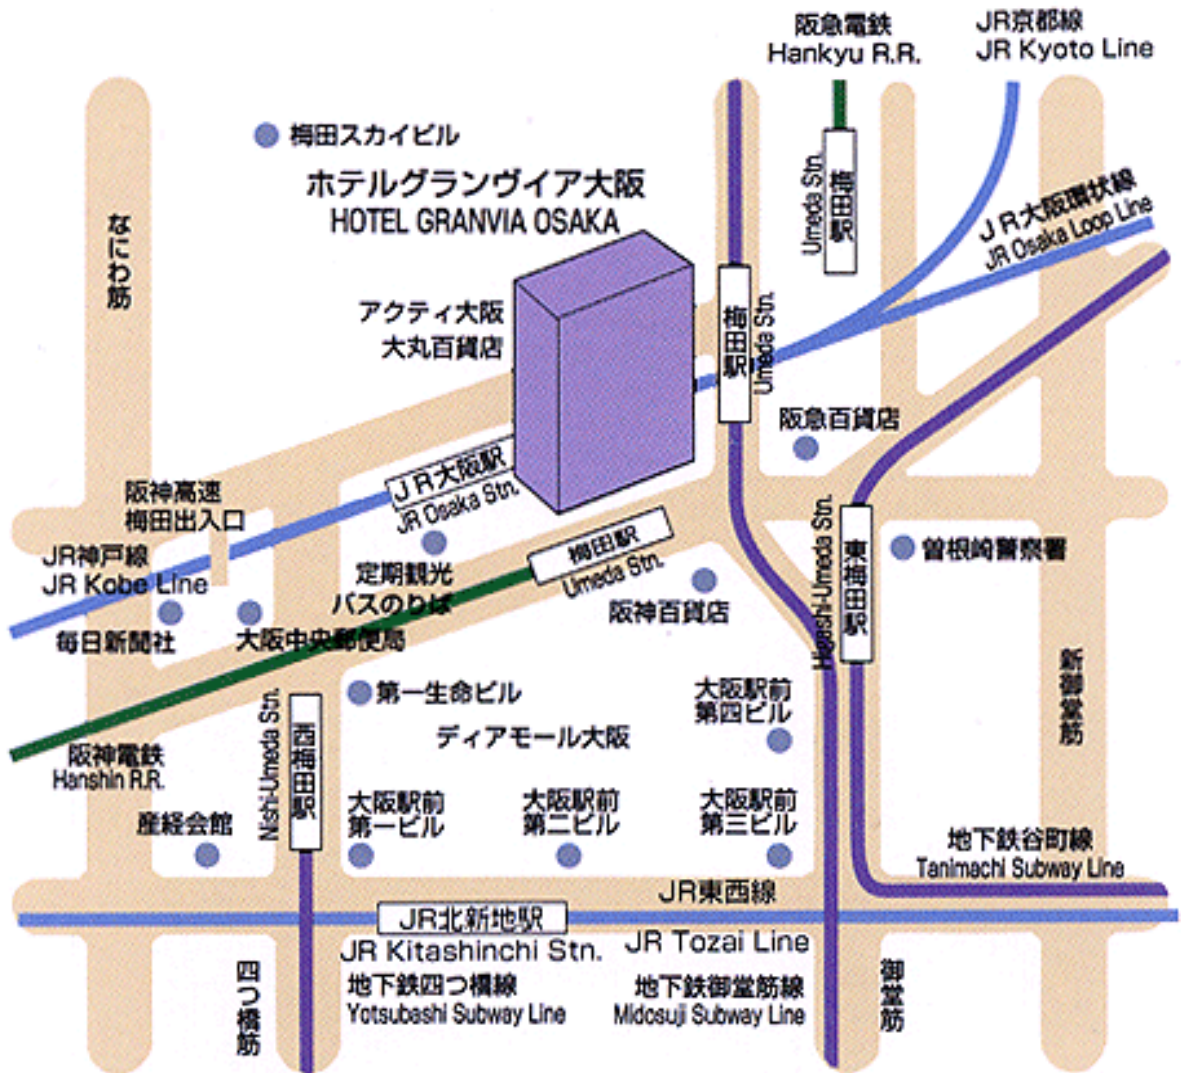 阪急電鉄
Hankyu R.R.
JR京都線
JR Kyoto Line
梅田スカイビル
ホテルグランヴイア大阪
HOTEL GRANVIA OSAKA
梅田駅
Umeda Stn.
JR大阪環状線
JR Osaka Loop Line
なにわ筋
アクティ大阪
大丸百貨店
梅田駅
Umeda Stn.
阪急百貨店
JR大阪駅
JR Osaka Stn.
阪神高速
梅田出入口
JR神戸線
JR Kobe Line
定期観光
バスのりば
梅田駅
Umeda Stn.
東梅田駅
Higashi-Umeda Stn.
曽根崎警察署
阪神百貨店
毎日新聞社
大阪中央郵便局
第一生命ビル
ディアモール大阪
大阪駅前
第四ビル
新御堂筋
阪神電鉄
Hanshin R.R.
西梅田駅
Nishi-Umeda Stn.
産経会館
大阪駅前
第一ビル
大阪駅前
第二ビル
大阪駅前
第三ビル
地下鉄谷町線
Tanimachi Subway Line
JR東西線
JR Tozai Line
JR北新地駅
JR Kitashinchi Stn.
四つ橋筋
地下鉄四つ橋線
Yotsubashi Subway Line
地下鉄御堂筋線
Midosuji Subway Line
御堂筋